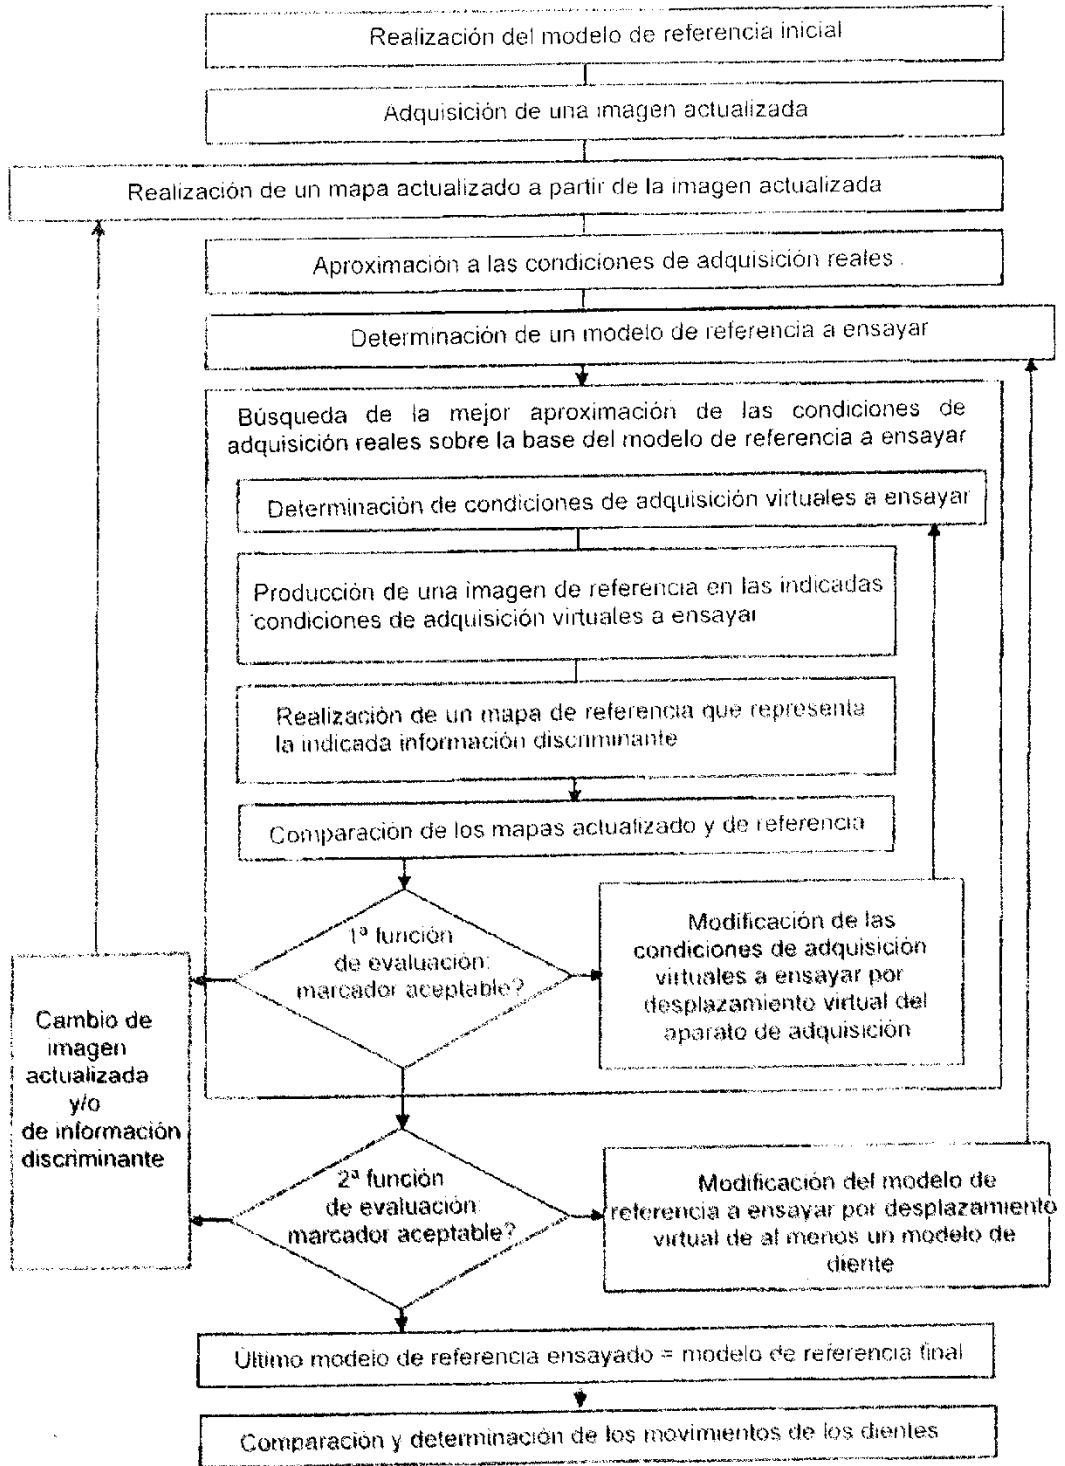 Realización del modelo de referencia inicial
Adquisición de una imagen actualizada
Realización de un mapa actualizado a partir de la imagen actualizada
Aproximación a las condiciones de adquisición reales .
Determinación de un modelo de referencia a ensayar
Búsqueda de la mejor aproximación de las condiciones de
adquisición reales sobre la base del modelo de referencia a ensayar
Determinación de condiciones de adquisición virtuales a ensayar
Producción de una imagen de referencia en las indicadas
condiciones de adquisición virtuales a ensayar
Realización de un mapa de referencia que representa
la indicada información discriminante
Comparación de los mapas actualizado y de referencia
1ª función
de evaluación:
marcador aceptable?
Modificación de las
condiciones de adquisición
virtuales a ensayar por
desplazamiento virtual del
aparato de adquisición
Cambio de
imagen
actualizada
y/o
de información
discriminante
2ª función
de evaluación:
marcador aceptable?
Modificación del modelo de
referencia a ensayar por desplazamiento
virtual de al menos un modelo de
diente
Último modelo de referencia ensayado = modelo de referencia final
Comparación y determinación de los movimientos de los dientes